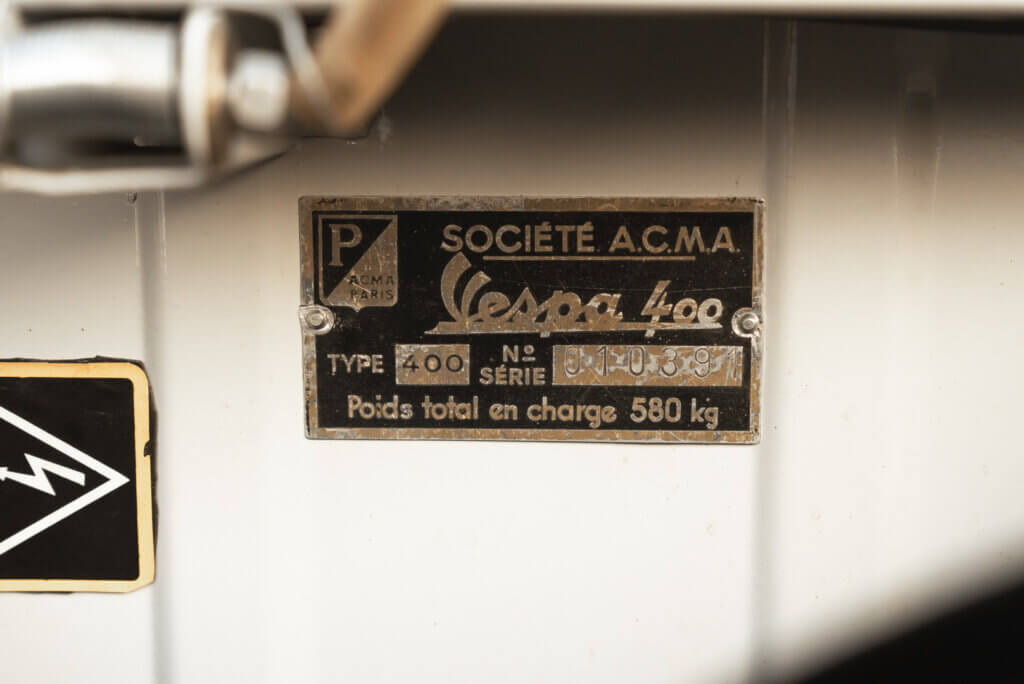 P
ACMA
PARIS
SOCIÉTÉ A.C.M.A.
Vespa 400
TYPE 400 Nº SÉRIE 010391
Poids total en charge 580 kg